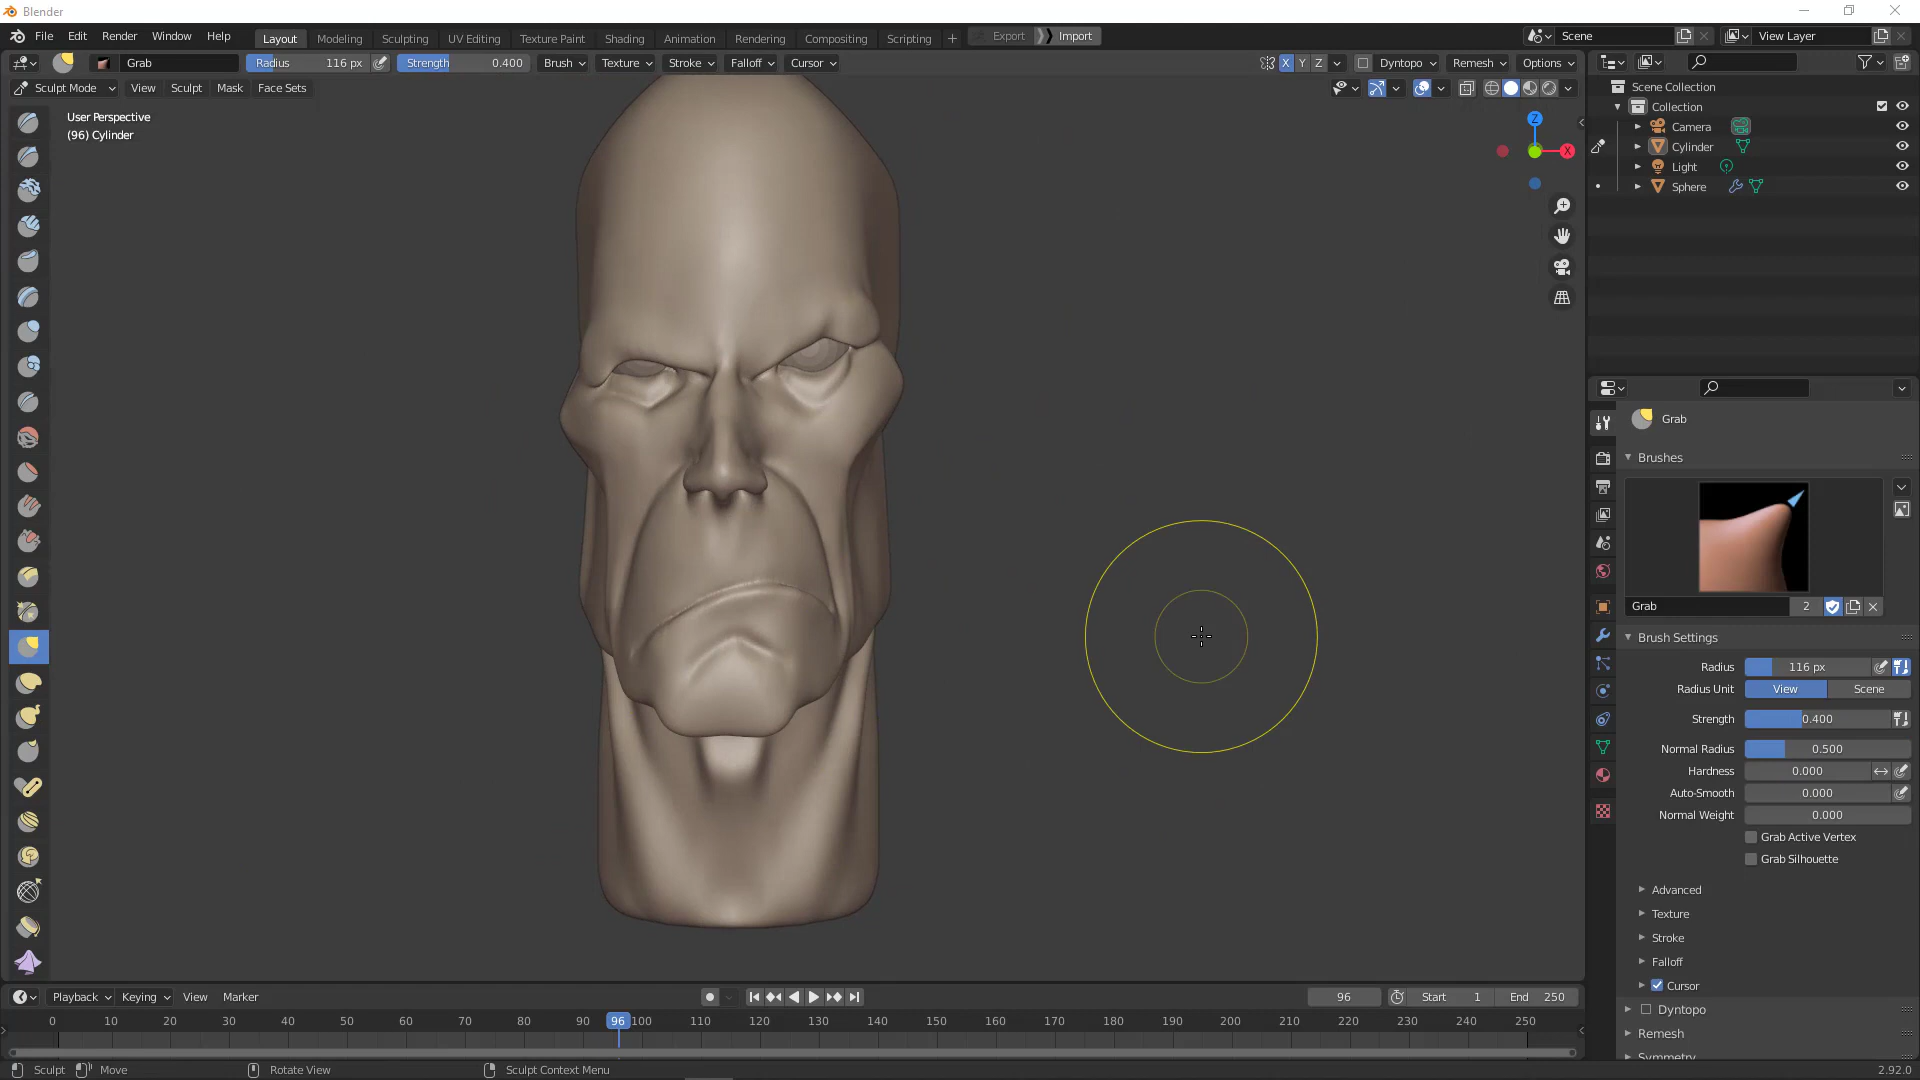 Blender
File Edit Render Window Help
Layout Modeling Sculpting UV Editing Texture Paint Shading Animation Rendering Compositing Scripting + Export Import
Scene View Layer
Grab Radius 116 px Strength 0.400 Brush Texture Stroke Falloff Cursor X Y Z Dyntopo Remesh Options
Sculpt Mode View Sculpt Mask Face Sets
User Perspective
(96) Cylinder
Z
X
Scene Collection
Collection
Camera
Cylinder
Light
Sphere
Grab
Brushes
Grab 2
Brush Settings
Radius 116 px
Radius Unit View Scene
Strength 0.400
Normal Radius 0.500
Hardness 0.000
Auto-Smooth 0.000
Normal Weight 0.000
Grab Active Vertex
Grab Silhouette
Advanced
Texture
Stroke
Falloff
Cursor
Dyntopo
Remesh
Symmetry
Playback Keying View Marker 96 Start 1 End 250
0 10 20 30 40 50 60 70 80 90 96 100 110 120 130 140 150 160 170 180 190 200 210 220 230 240 250
Sculpt Move Rotate View Sculpt Context Menu 2.92.0